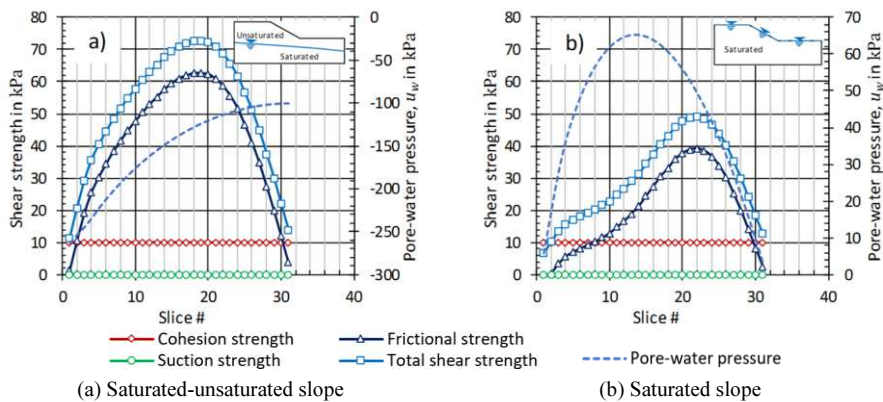 80
70
60
50
40
30
20
10
0
Shear strength in kPa
a)
Unsaturated
Saturated
0
-50
-100
-150
-200
-250
-300
Pore-water pressure, u_w in kPa
0 10 20 30 40
Slice #
80
70
60
50
40
30
20
10
0
Shear strength in kPa
b)
Saturated
70
60
50
40
30
20
10
0
Pore-water pressure, u_w in kPa
0 10 20 30 40
Slice #
Cohesion strength
Frictional strength
Suction strength
Total shear strength
Pore-water pressure
(a) Saturated-unsaturated slope
(b) Saturated slope